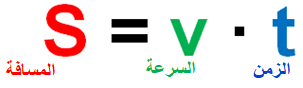 S = v · t
المسافة السرعة الزمن